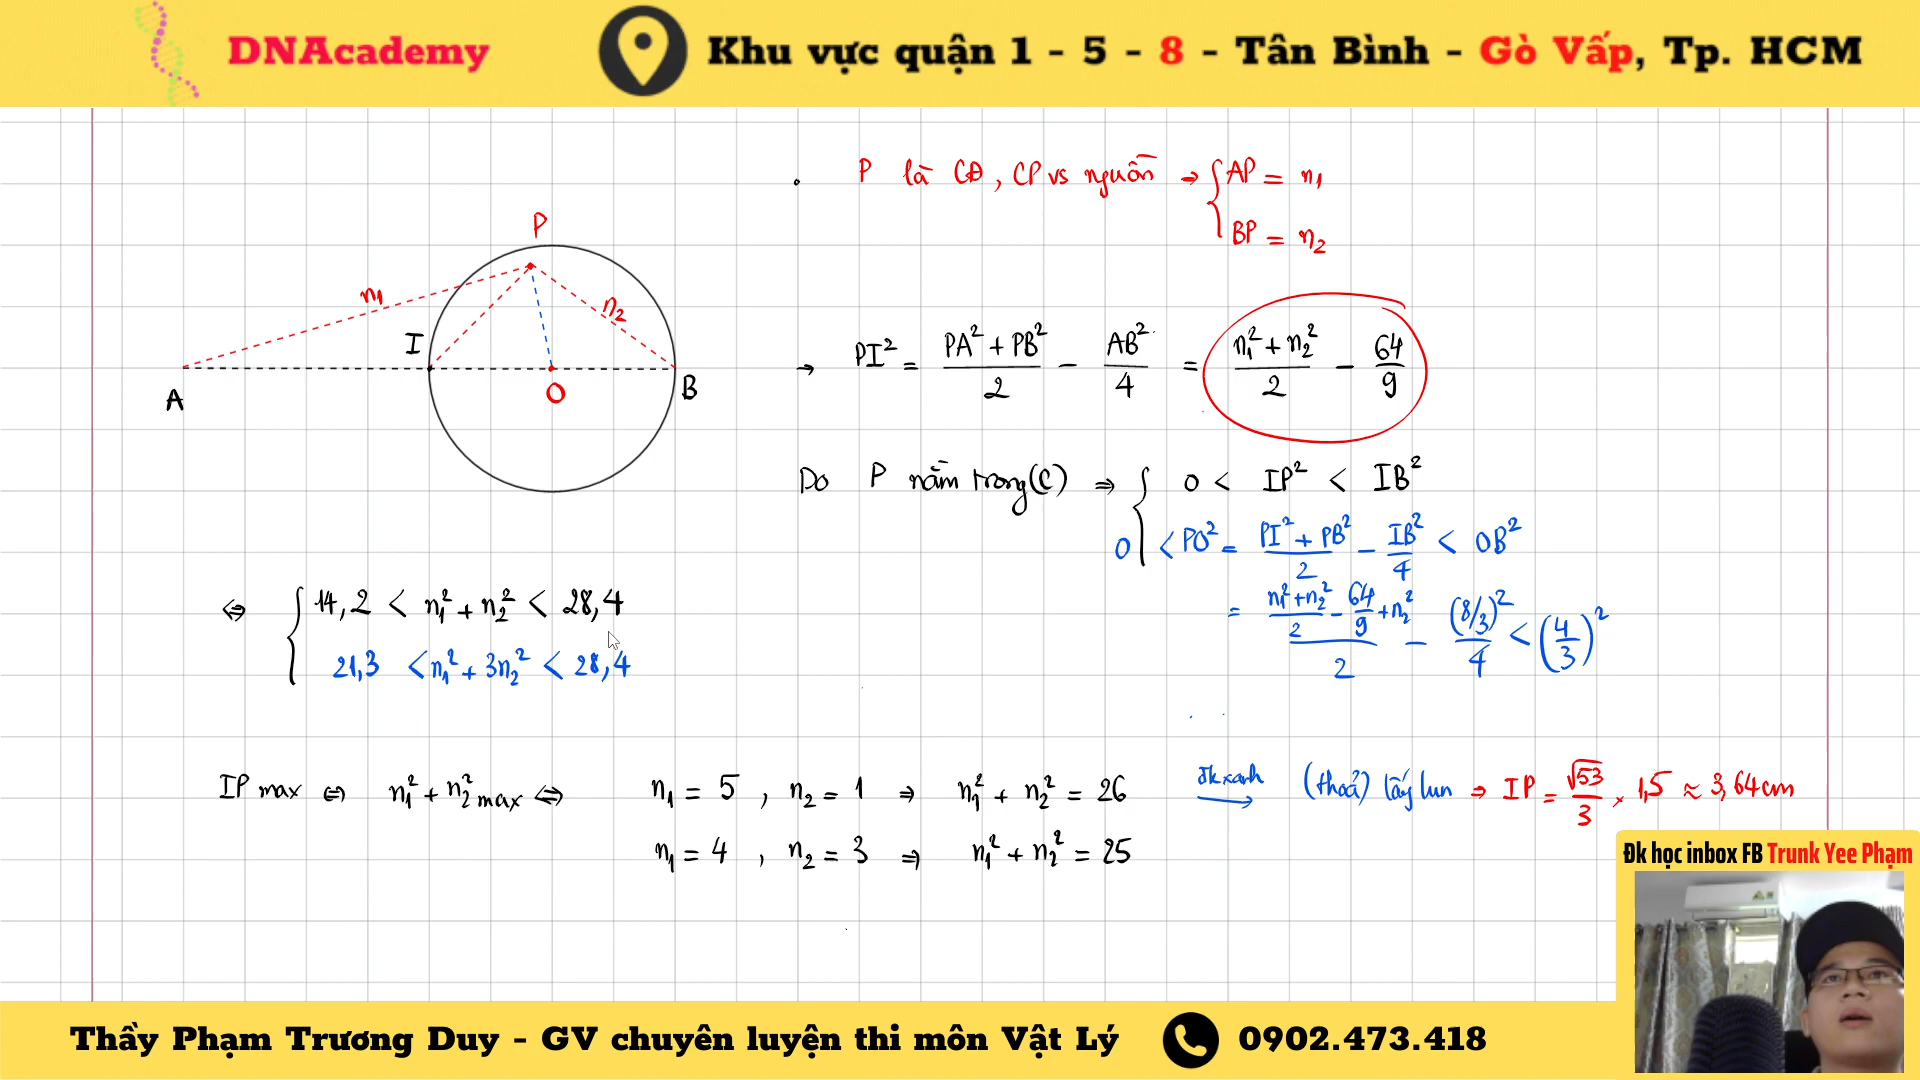 DNAcademy
Khu vực quận 1 - 5 - 8 - Tân Bình - Gò Vấp, Tp. HCM
. P là CĐ, CP vs nguồn → { AP = n₁
BP = n₂
P
n₁
n₂
I
A
O
B
→ PI² = (PA² + PB²)/2 − AB²/4 = (n₁² + n₂²)/2 − 64/9
Do P nằm trong (C) ⇒ { 0 < IP² < IB²
0 < PO² = (PI² + PB²)/2 − IB²/4 < OB²
= ((n₁² + n₂²)/2 − 64/9 + n₂²)/2 − (8/3)²/4 < (4/3)²
⇔ { 14,2 < n₁² + n₂² < 28,4
21,3 < n₁² + 3n₂² < 28,4
IP max ⇔ n₁² + n₂² max ⇔ n₁ = 5 , n₂ = 1 ⇒ n₁² + n₂² = 26 đk xanh → (thoả) lấy lun ⇒ IP = √53/3 × 1,5 ≈ 3,64 cm
n₁ = 4 , n₂ = 3 ⇒ n₁² + n₂² = 25
Đk học inbox FB Trunk Yee Phạm
Thầy Phạm Trương Duy - GV chuyên luyện thi môn Vật Lý 0902.473.418